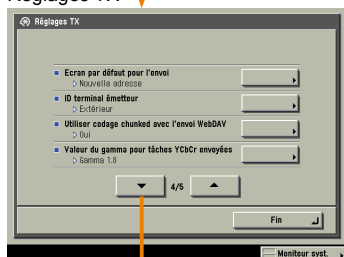 Réglages TX
Réglages TX
Ecran par défaut pour l'envoi
Nouvelle adresse
ID terminal émetteur
Extérieur
Utiliser codage chunked avec l'envoi WebDAV
Oui
Valeur du gamma pour tâches YCbCr envoyées
Gamma 1.8
4/5
Fin
Moniteur syst.